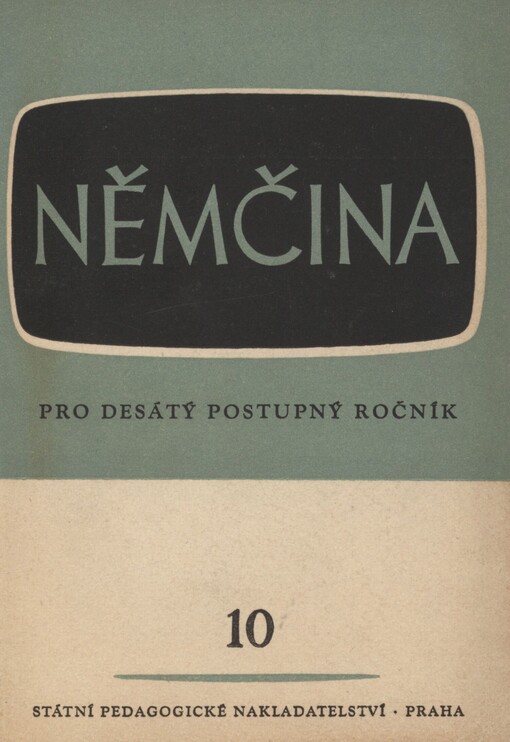 NĚMČINA
PRO DESÁTÝ POSTUPNÝ ROČNÍK
10
STÁTNÍ PEDAGOGICKÉ NAKLADATELSTVÍ · PRAHA